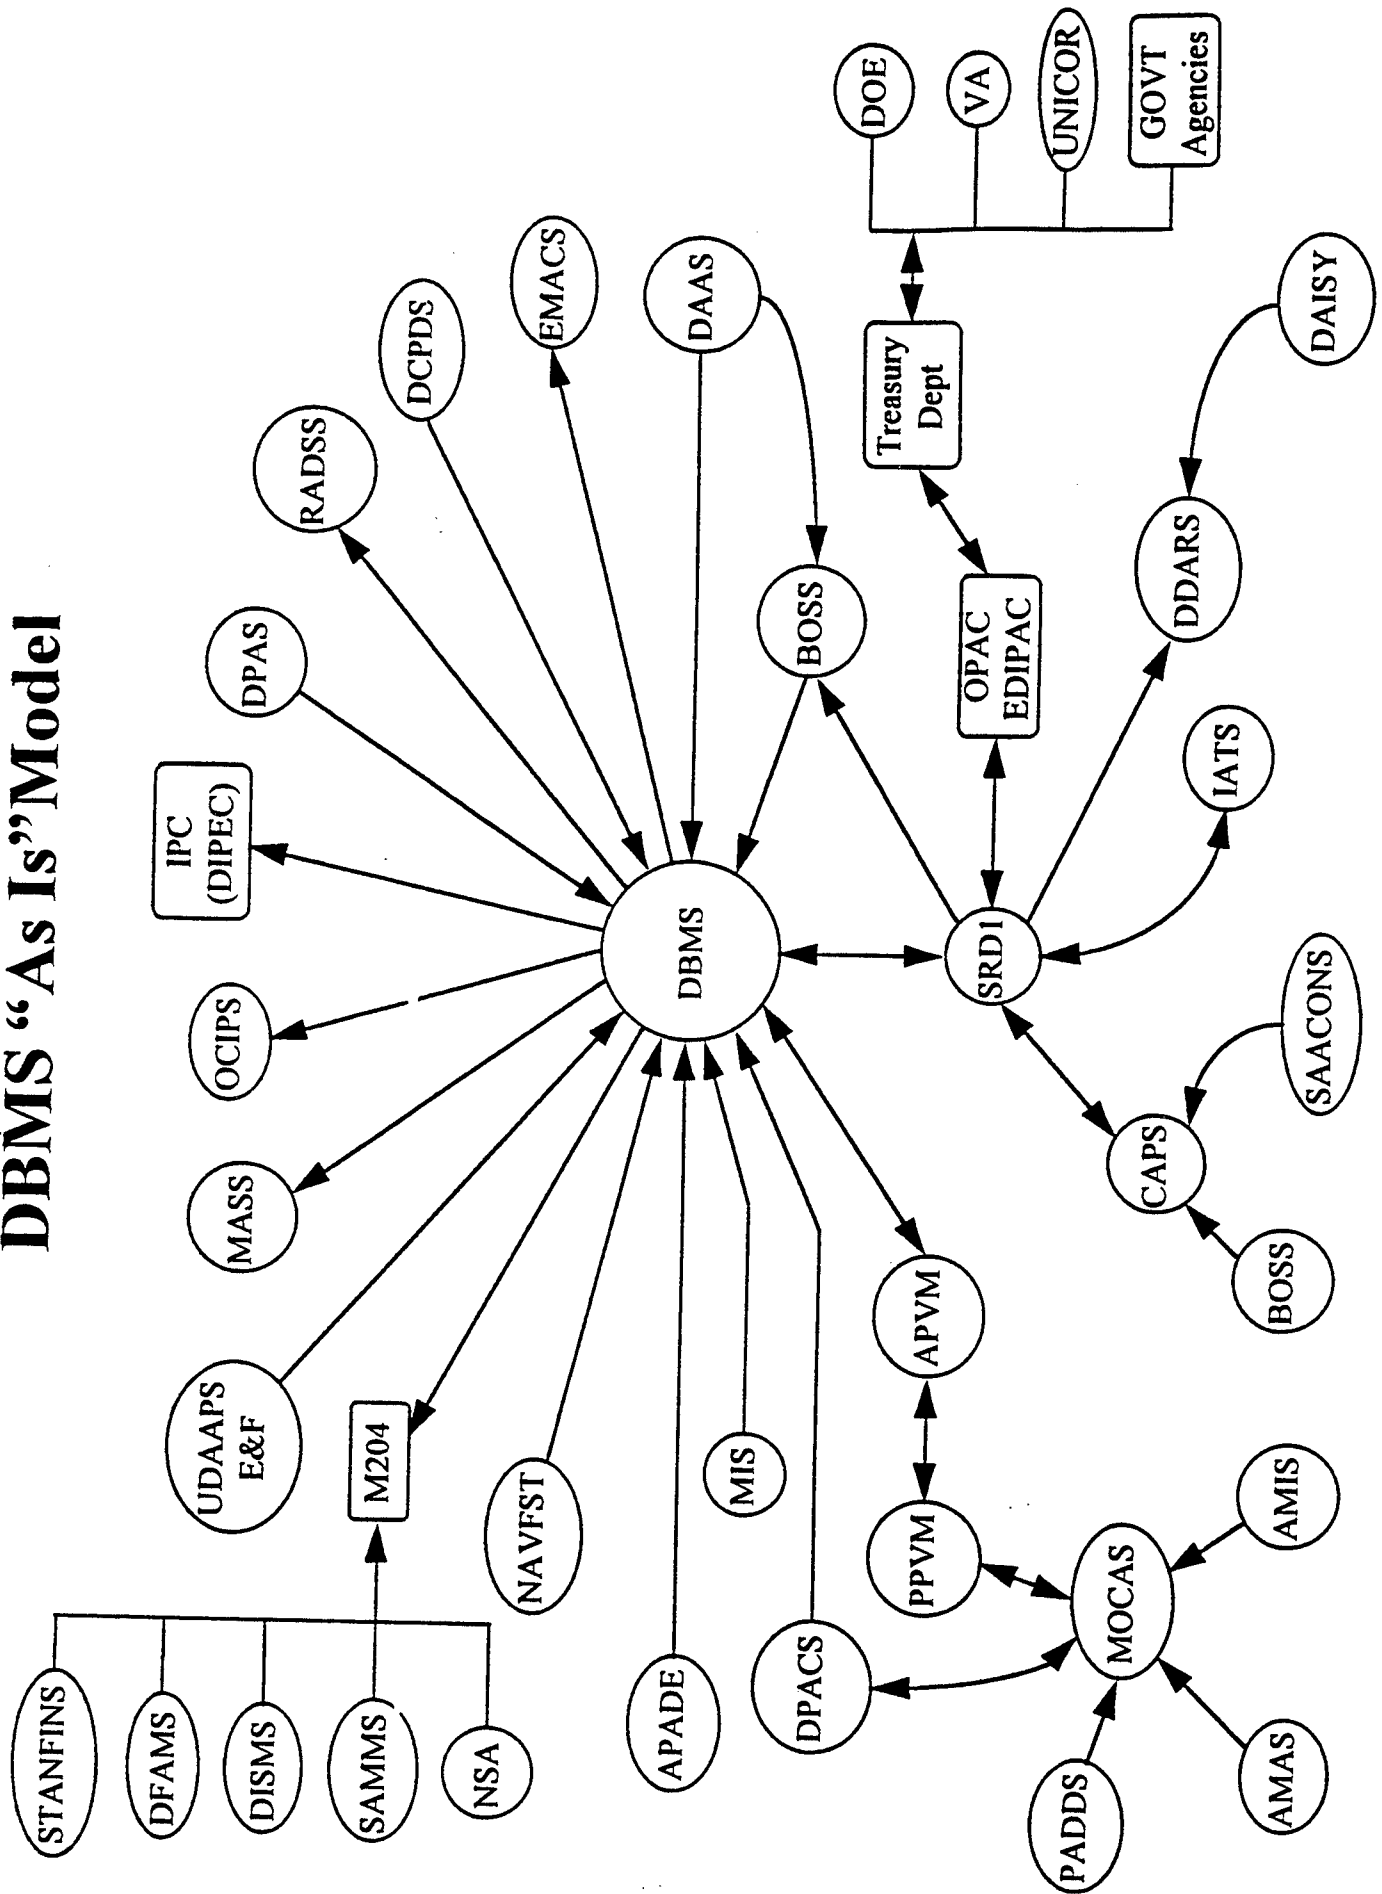 DBMS “As Is”Model
STANFINS
DFAMS
DISMS
SAMMS
NSA
UDAAPS
E&F
M204
MASS
OCIPS
IPC
(DIPEC)
DPAS
RADSS
DCPDS
EMACS
DAAS
NAVFST
APADE
MIS
DPACS
DBMS
BOSS
APVM
PPVM
MOCAS
PADDS
AMAS
AMIS
SRD1
CAPS
BOSS
SAACONS
IATS
OPAC
EDIPAC
DDARS
DAISY
Treasury
Dept
DOE
VA
UNICOR
GOVT
Agencies